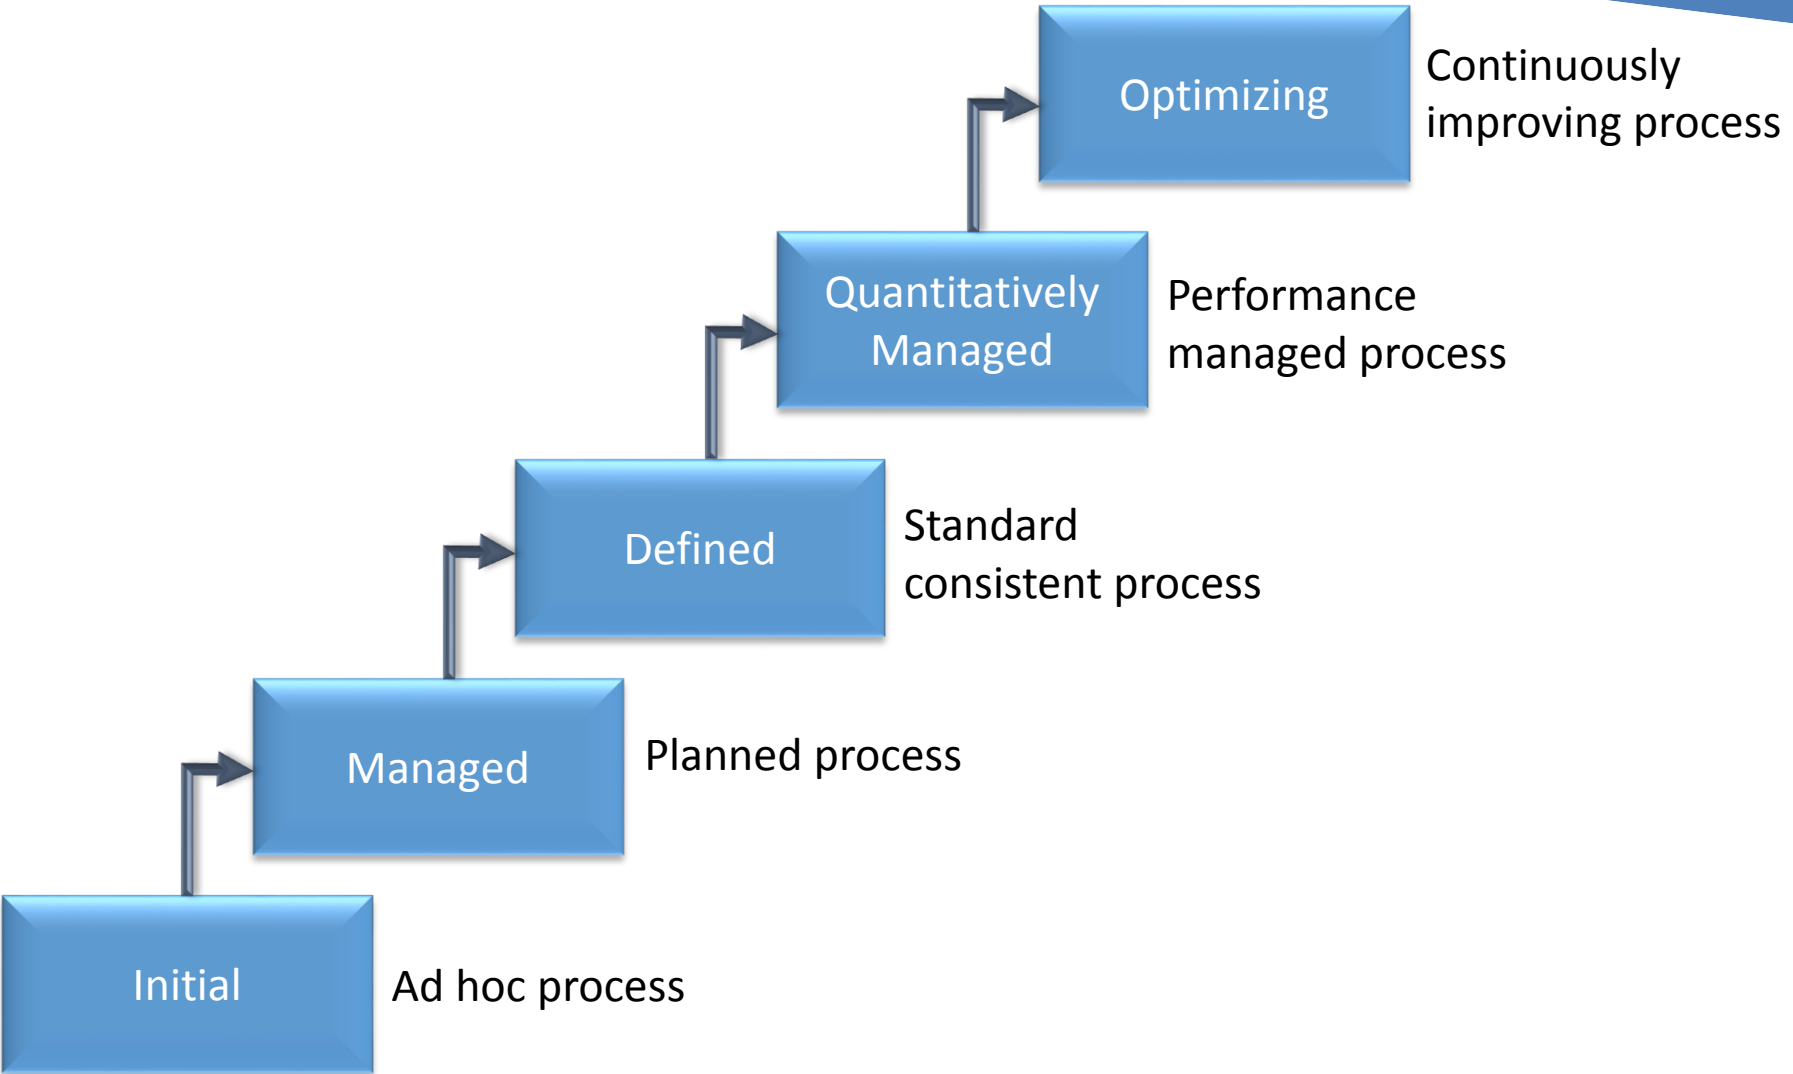 Optimizing
Continuously
improving process
Quantitatively
Managed
Performance
managed process
Defined
Standard
consistent process
Managed
Planned process
Initial
Ad hoc process